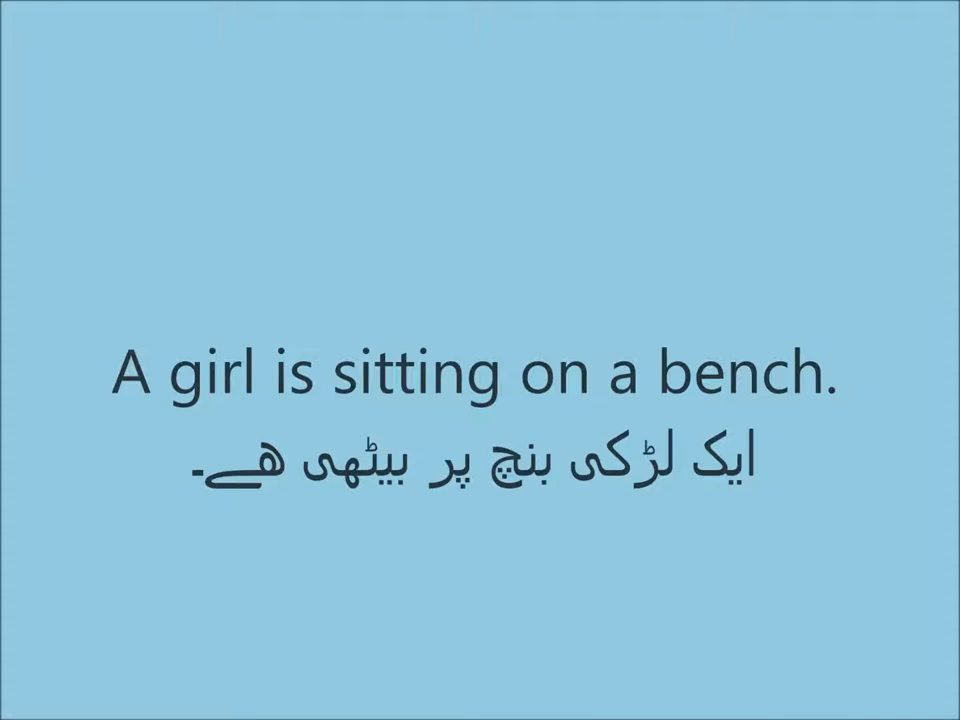 A girl is sitting on a bench.
ایک لڑکی بنچ پر بیٹھی ھے۔